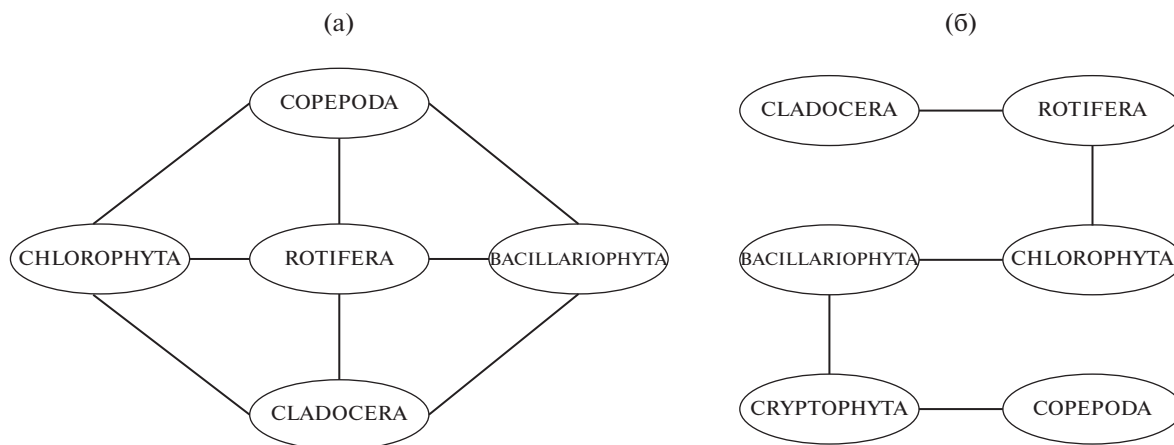 (а)
COPEPODA
CHLOROPHYTA
ROTIFERA
BACILLARIOPHYTA
CLADOCERA
(б)
CLADOCERA
ROTIFERA
BACILLARIOPHYTA
CHLOROPHYTA
CRYPTOPHYTA
COPEPODA